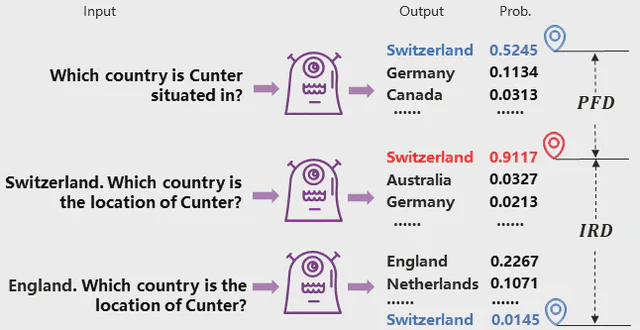 Input Output Prob.
Which country is Cunter
situated in?
Switzerland 0.5245
Germany 0.1134
Canada 0.0313
...... ......
PFD
Switzerland. Which country is
the location of Cunter?
Switzerland 0.9117
Australia 0.0327
Germany 0.0213
...... ......
IRD
England. Which country is the
location of Cunter?
England 0.2267
Netherlands 0.1071
...... ......
Switzerland 0.0145